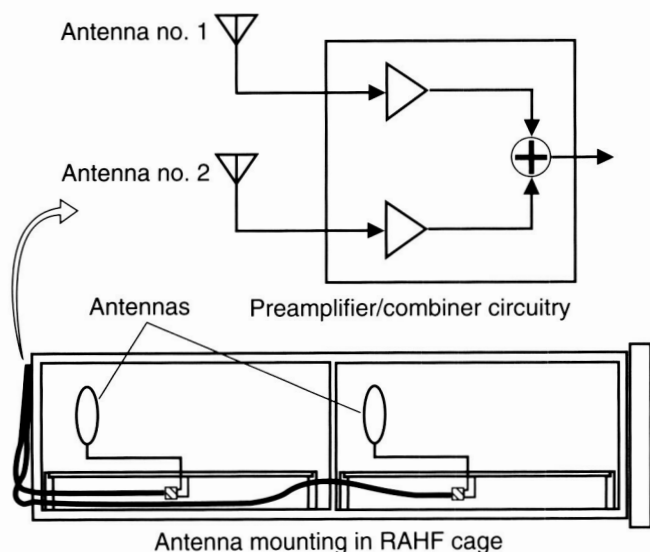 Antenna no. 1
Antenna no. 2
Antennas
Preamplifier/combiner circuitry
Antenna mounting in RAHF cage